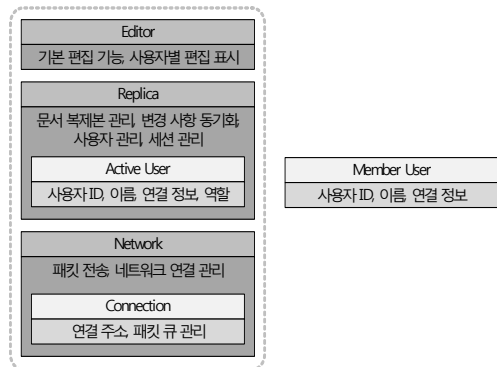 Editor
기본 편집 기능, 사용자별 편집 표시
Replica
문서 복제본 관리, 변경 사항 동기화,
사용자 관리, 세션 관리
Active User
사용자 ID, 이름, 연결 정보, 역할
Member User
사용자 ID, 이름, 연결 정보
Network
패킷 전송, 네트워크 연결 관리
Connection
연결 주소, 패킷 큐 관리